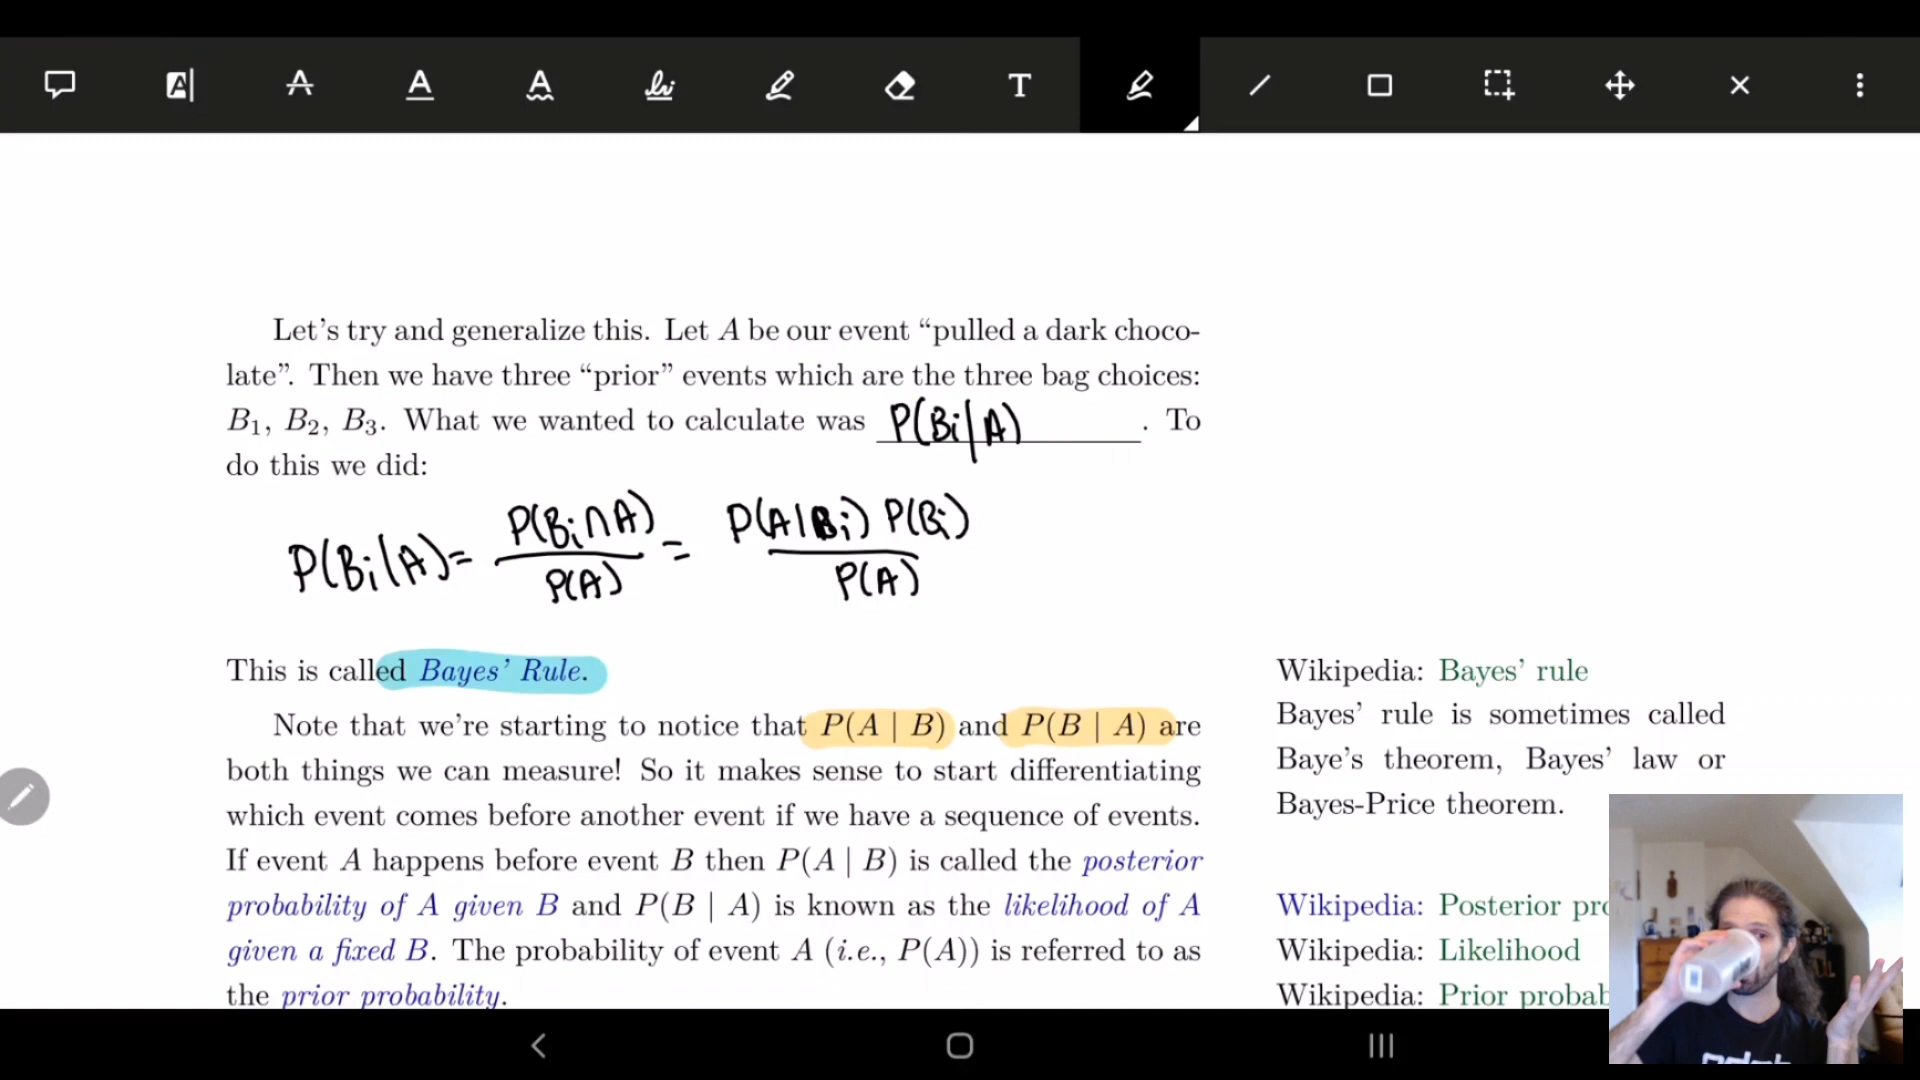 Let's try and generalize this. Let A be our event “pulled a dark choco-
late”. Then we have three “prior” events which are the three bag choices:
B₁, B₂, B₃. What we wanted to calculate was P(Bi|A). To
do this we did:
P(Bi|A) = P(Bi∩A)/P(A) = P(A|Bi) P(Bi)/P(A)
This is called Bayes’ Rule.
Note that we’re starting to notice that P(A | B) and P(B | A) are
both things we can measure! So it makes sense to start differentiating
which event comes before another event if we have a sequence of events.
If event A happens before event B then P(A | B) is called the posterior
probability of A given B and P(B | A) is known as the likelihood of A
given a fixed B. The probability of event A (i.e., P(A)) is referred to as
the prior probability.
Wikipedia: Bayes’ rule
Bayes’ rule is sometimes called
Baye’s theorem, Bayes’ law or
Bayes-Price theorem.
Wikipedia: Posterior pro
Wikipedia: Likelihood
Wikipedia: Prior probab